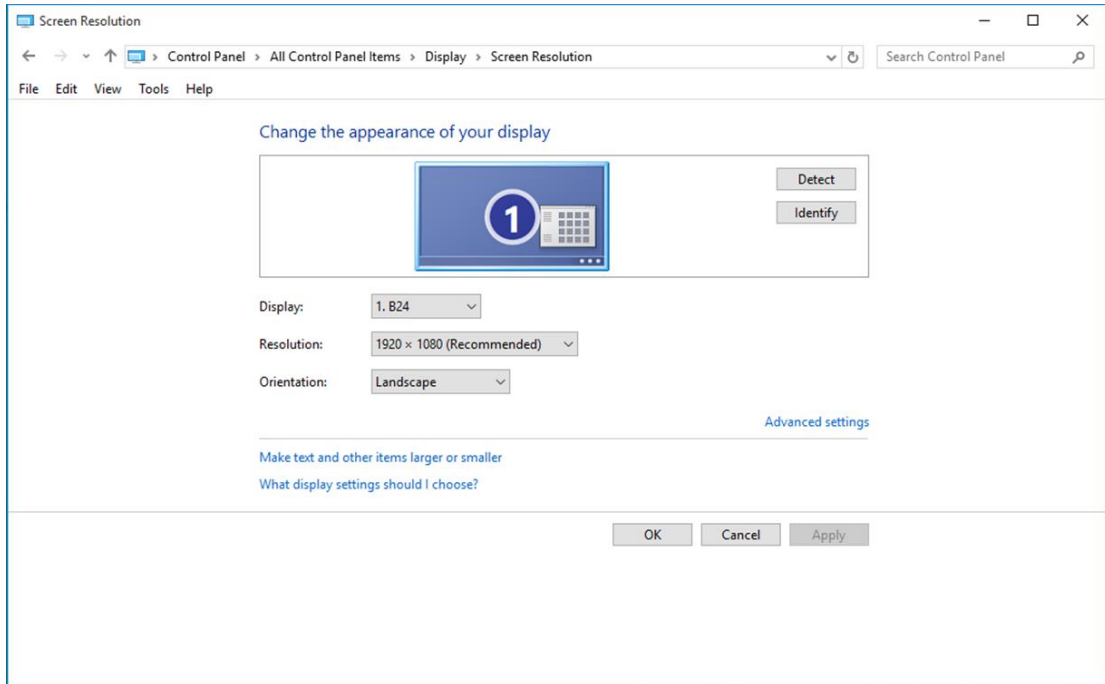 Screen Resolution
Control Panel > All Control Panel Items > Display > Screen Resolution
Search Control Panel
File Edit View Tools Help
Change the appearance of your display
1
Detect
Identify
Display: 1. B24
Resolution: 1920 × 1080 (Recommended)
Orientation: Landscape
Advanced settings
Make text and other items larger or smaller
What display settings should I choose?
OK Cancel Apply